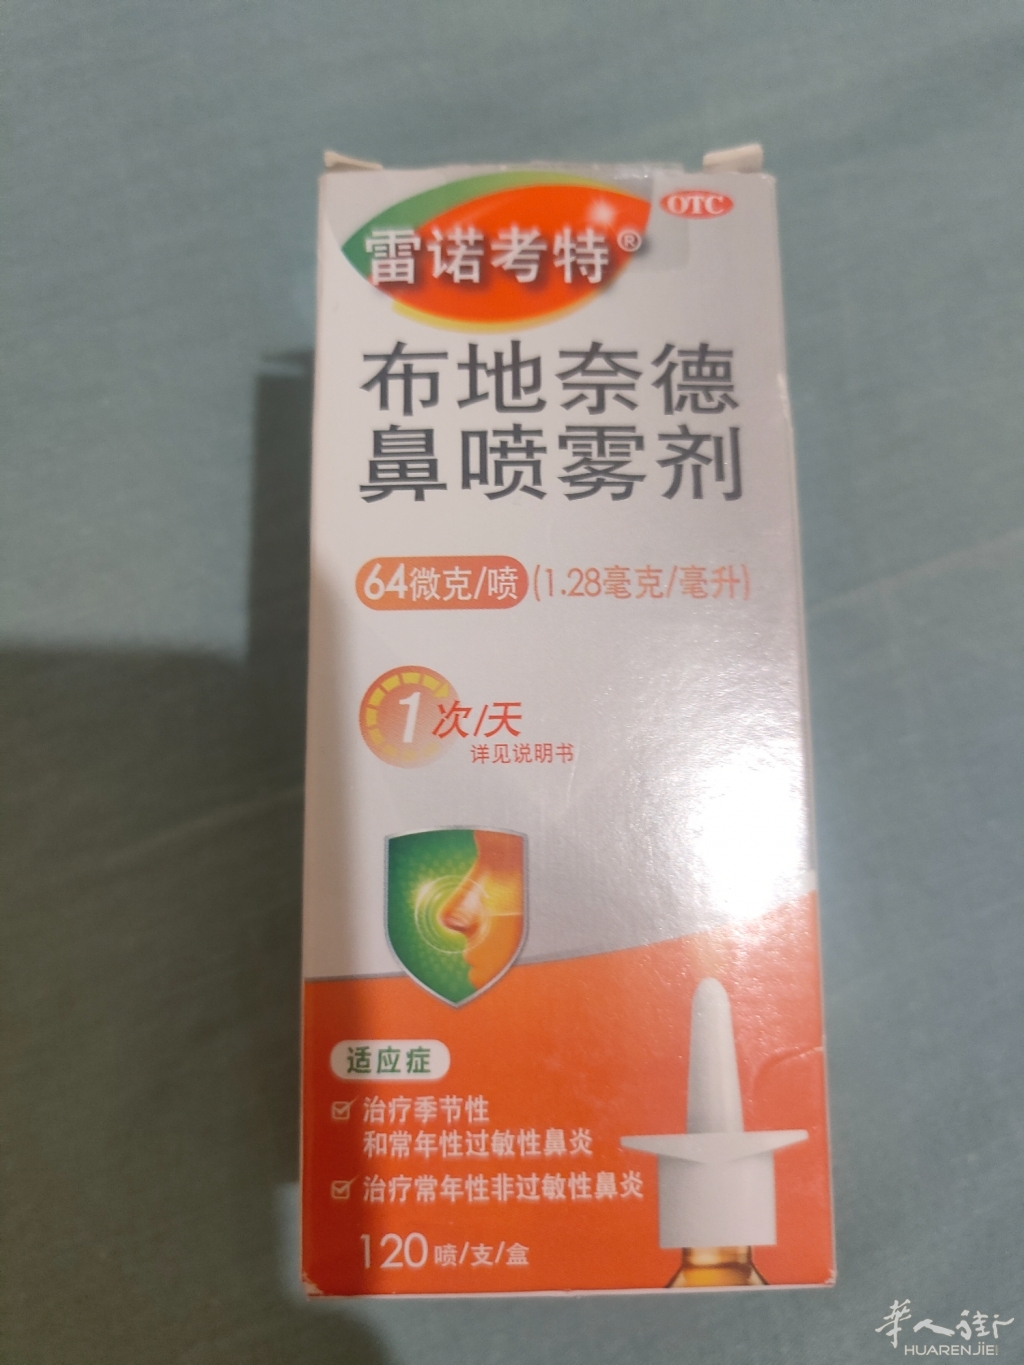 OTC
雷诺考特®
布地奈德
鼻喷雾剂
64微克/喷 (1.28毫克/毫升)
1次/天
详见说明书
适应症
治疗季节性
和常年性过敏性鼻炎
治疗常年性非过敏性鼻炎
120喷/支/盒
華人街
HUARENJIE